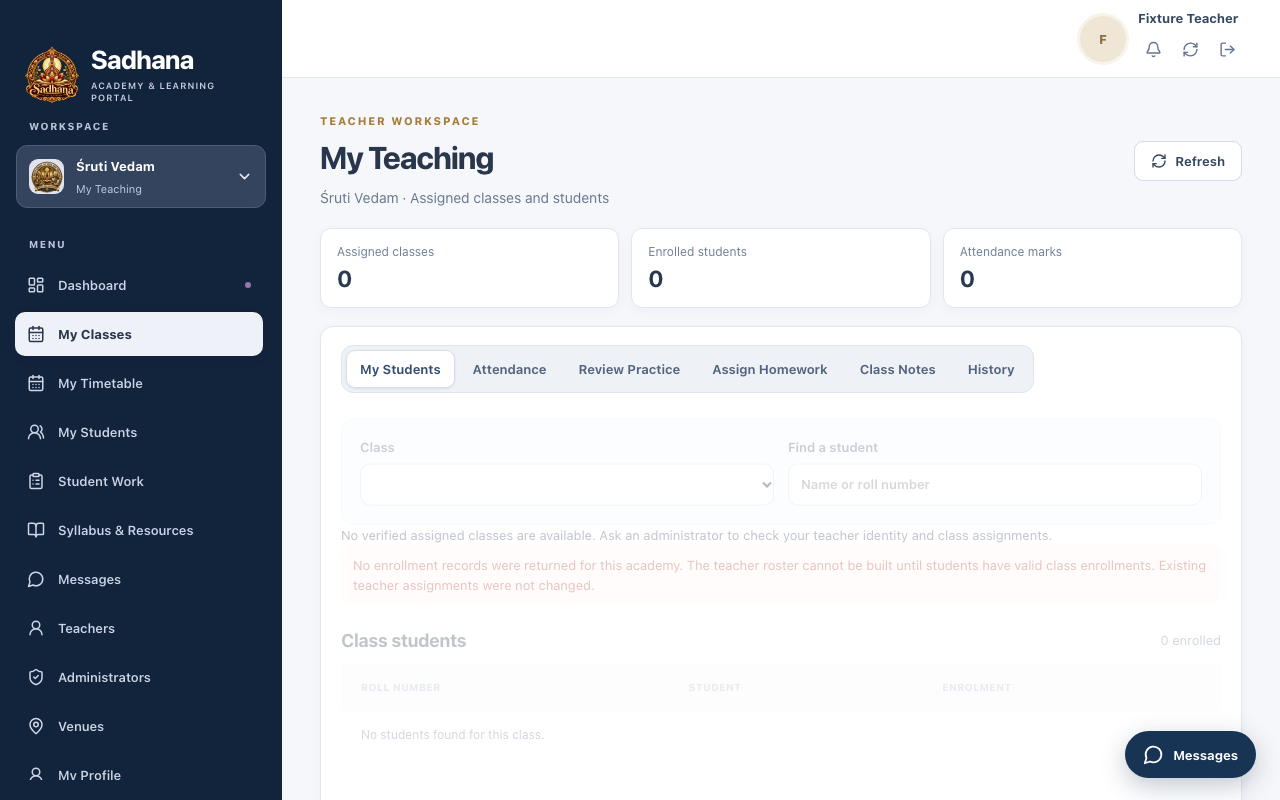 Sadhana
Sadhana
ACADEMY & LEARNING
PORTAL
WORKSPACE
Śruti Vedam
My Teaching
MENU
Dashboard
My Classes
My Timetable
My Students
Student Work
Syllabus & Resources
Messages
Teachers
Administrators
Venues
My Profile
F
Fixture Teacher
TEACHER WORKSPACE
My Teaching
Śruti Vedam · Assigned classes and students
Refresh
Assigned classes
0
Enrolled students
0
Attendance marks
0
My Students
Attendance
Review Practice
Assign Homework
Class Notes
History
Class
Find a student
Name or roll number
No verified assigned classes are available. Ask an administrator to check your teacher identity and class assignments.
No enrollment records were returned for this academy. The teacher roster cannot be built until students have valid class enrollments. Existing
teacher assignments were not changed.
Class students
0 enrolled
ROLL NUMBER
STUDENT
ENROLMENT
No students found for this class.
Messages